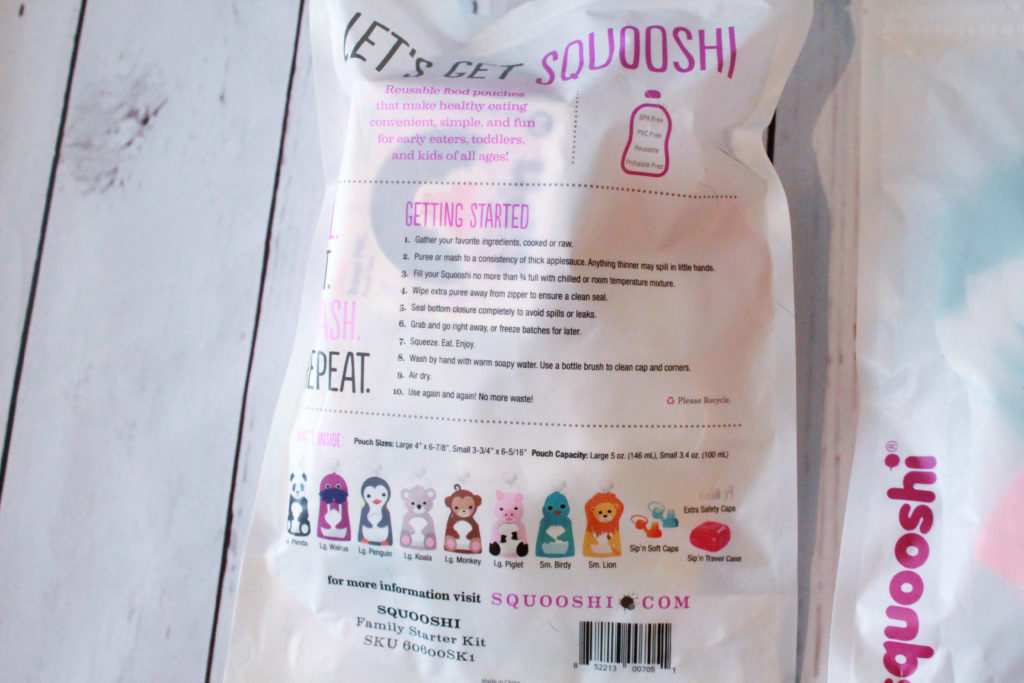 LET'S GET SQUOOSHI
Reusable food pouches
that make healthy eating
convenient, simple, and fun
for early eaters, toddlers,
and kids of all ages!
BPA Free
PVC Free
Reusable
Phthalate Free
GETTING STARTED
1. Gather your favorite ingredients, cooked or raw.
2. Puree or mash to a consistency of thick applesauce. Anything thinner may spill in little hands.
3. Fill your Squooshi no more than ¾ full with chilled or room temperature mixture.
4. Wipe extra puree away from zipper to ensure a clean seal.
5. Seal bottom closure completely to avoid spills or leaks.
6. Grab and go right away, or freeze batches for later.
7. Squeeze. Eat. Enjoy.
8. Wash by hand with warm soapy water. Use a bottle brush to clean cap and corners.
9. Air dry.
10. Use again and again! No more waste!
L.
T.
ASH.
EPEAT.
Please Recycle.
WHAT'S INSIDE:
Pouch Sizes: Large 4" x 6-7/8", Small 3-3/4" x 6-5/16" Pouch Capacity: Large 5 oz. (146 mL), Small 3.4 oz. (100 mL)
Panda
Lg. Walrus
Lg. Penguin
Lg. Koala
Lg. Monkey
Lg. Piglet
Sm. Birdy
Sm. Lion
Sip'n Soft Caps
Extra Safety Caps
Sip'n Travel Case
for more information visit SQUOOSHI.COM
SQUOOSHI
Family Starter Kit
SKU 60600SK1
8 52213 00705 1
Made in China
squooshi®